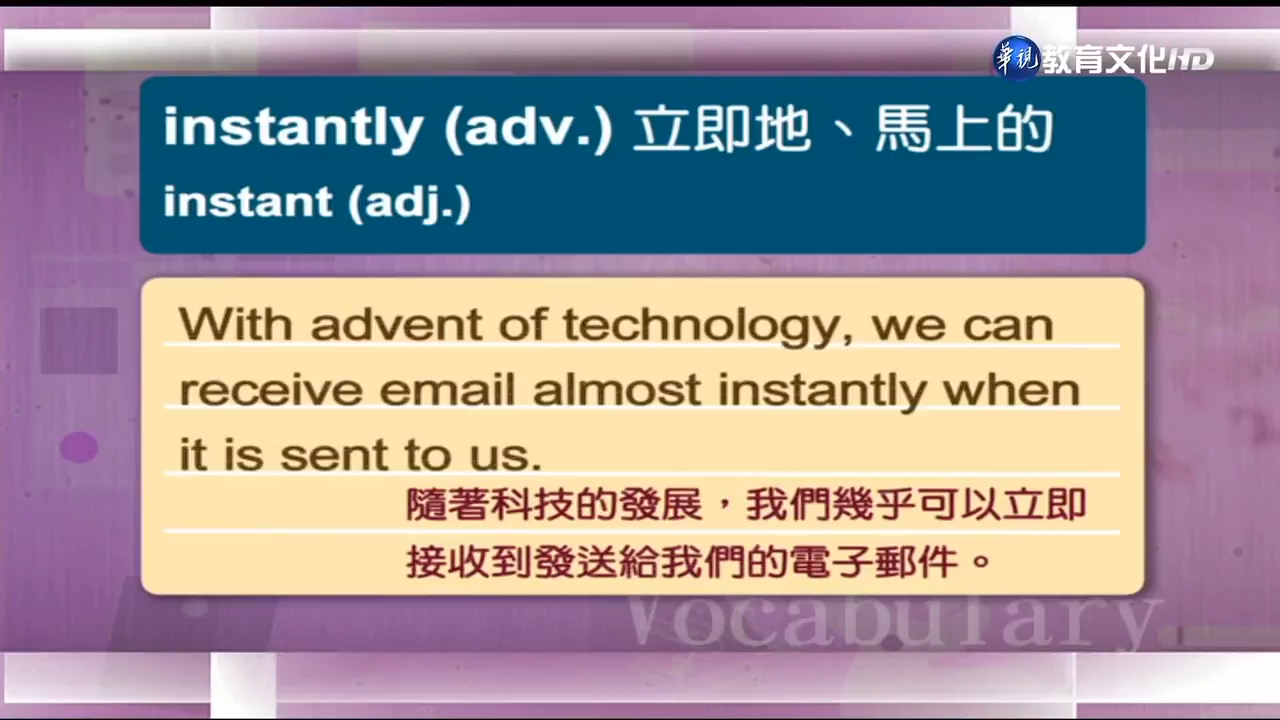 華視 教育文化HD
instantly (adv.) 立即地、馬上的
instant (adj.)
With advent of technology, we can
receive email almost instantly when
it is sent to us.
隨著科技的發展，我們幾乎可以立即
接收到發送給我們的電子郵件。
Vocabulary